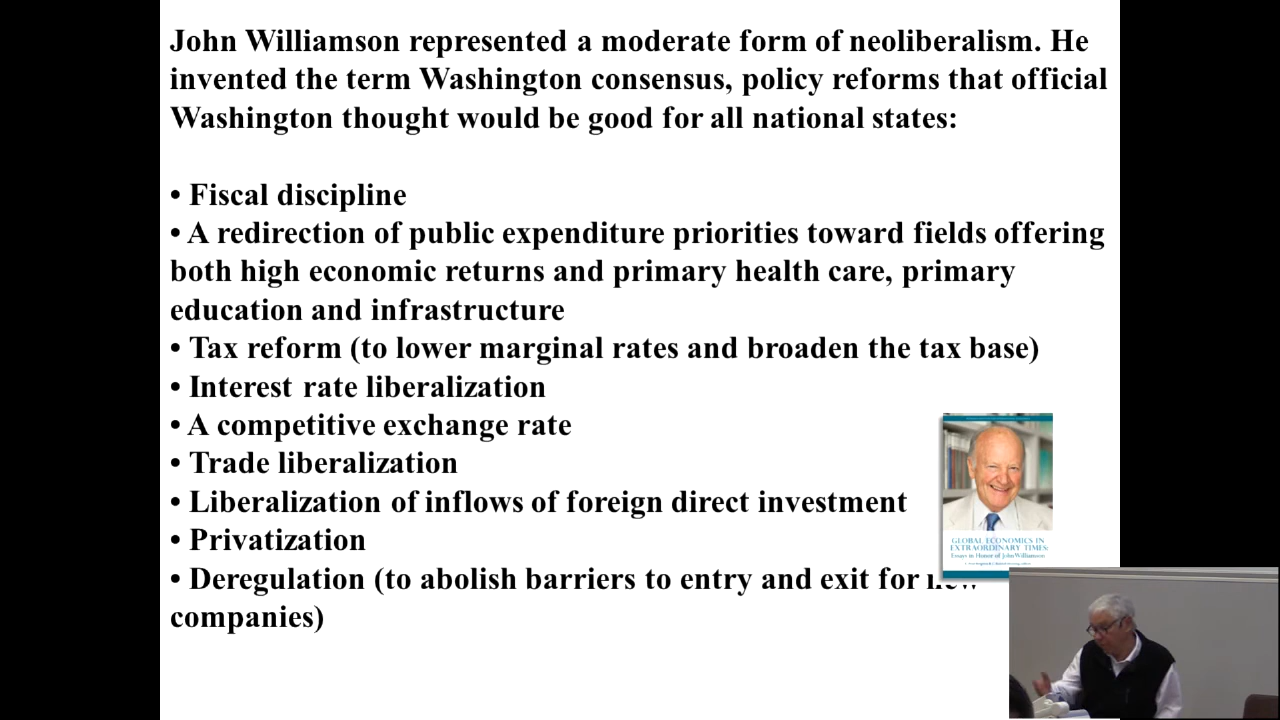 John Williamson represented a moderate form of neoliberalism. He
invented the term Washington consensus, policy reforms that official
Washington thought would be good for all national states:
• Fiscal discipline
• A redirection of public expenditure priorities toward fields offering
both high economic returns and primary health care, primary
education and infrastructure
• Tax reform (to lower marginal rates and broaden the tax base)
• Interest rate liberalization
• A competitive exchange rate
• Trade liberalization
• Liberalization of inflows of foreign direct investment
• Privatization
• Deregulation (to abolish barriers to entry and exit for new
companies)
GLOBAL ECONOMICS IN
EXTRAORDINARY TIMES:
Essays in Honor of John Williamson